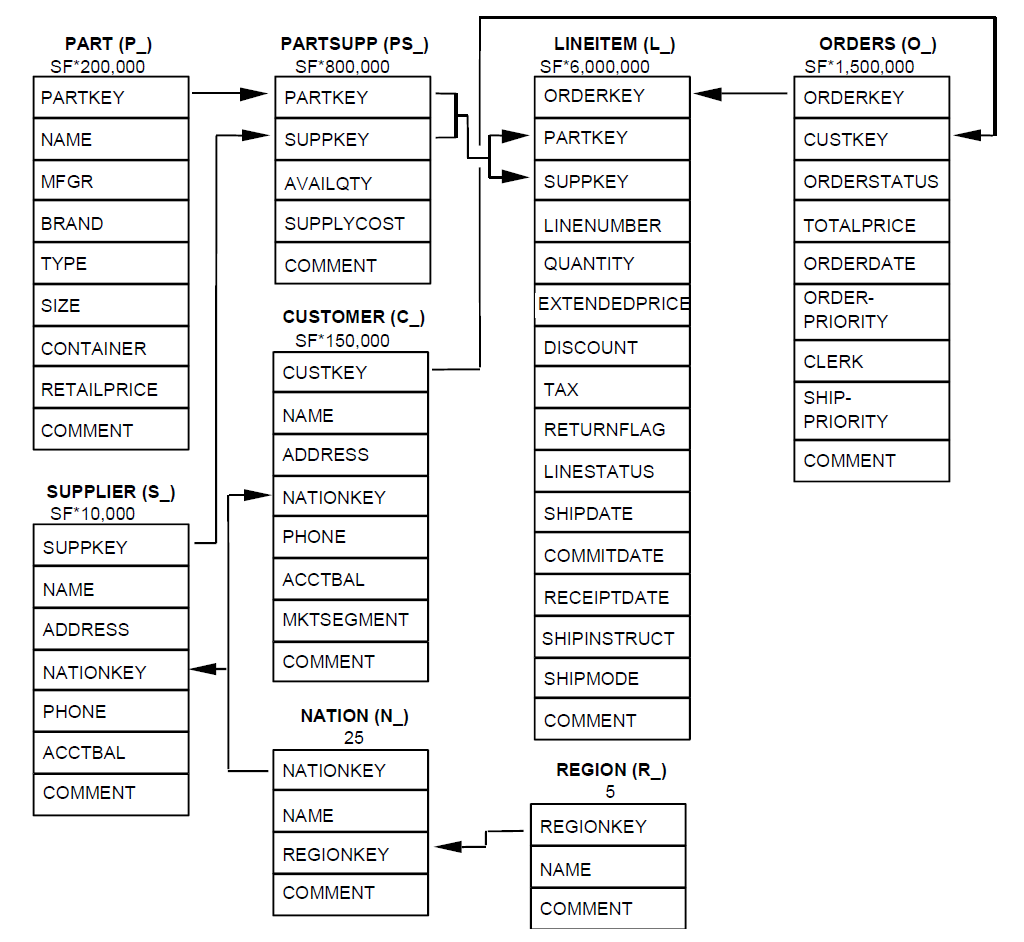 PART (P_)
SF*200,000
PARTKEY
NAME
MFGR
BRAND
TYPE
SIZE
CONTAINER
RETAILPRICE
COMMENT
SUPPLIER (S_)
SF*10,000
SUPPKEY
NAME
ADDRESS
NATIONKEY
PHONE
ACCTBAL
COMMENT
PARTSUPP (PS_)
SF*800,000
PARTKEY
SUPPKEY
AVAILQTY
SUPPLYCOST
COMMENT
CUSTOMER (C_)
SF*150,000
CUSTKEY
NAME
ADDRESS
NATIONKEY
PHONE
ACCTBAL
MKTSEGMENT
COMMENT
NATION (N_)
25
NATIONKEY
NAME
REGIONKEY
COMMENT
LINEITEM (L_)
SF*6,000,000
ORDERKEY
PARTKEY
SUPPKEY
LINENUMBER
QUANTITY
EXTENDEDPRICE
DISCOUNT
TAX
RETURNFLAG
LINESTATUS
SHIPDATE
COMMITDATE
RECEIPTDATE
SHIPINSTRUCT
SHIPMODE
COMMENT
REGION (R_)
5
REGIONKEY
NAME
COMMENT
ORDERS (O_)
SF*1,500,000
ORDERKEY
CUSTKEY
ORDERSTATUS
TOTALPRICE
ORDERDATE
ORDER-
PRIORITY
CLERK
SHIP-
PRIORITY
COMMENT